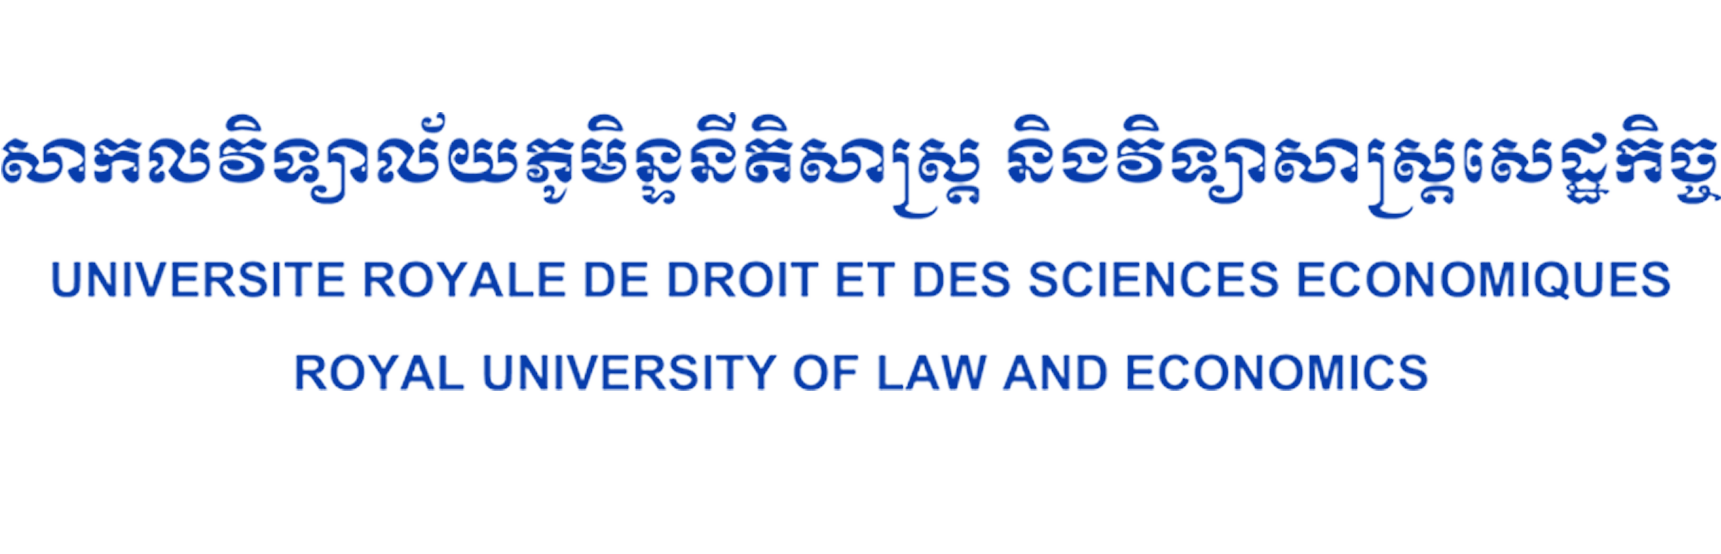 សាកលវិទ្យាល័យភូមិន្ទនីតិសាស្ត្រ និងវិទ្យាសាស្ត្រសេដ្ឋកិច្ច
UNIVERSITE ROYALE DE DROIT ET DES SCIENCES ECONOMIQUES
ROYAL UNIVERSITY OF LAW AND ECONOMICS